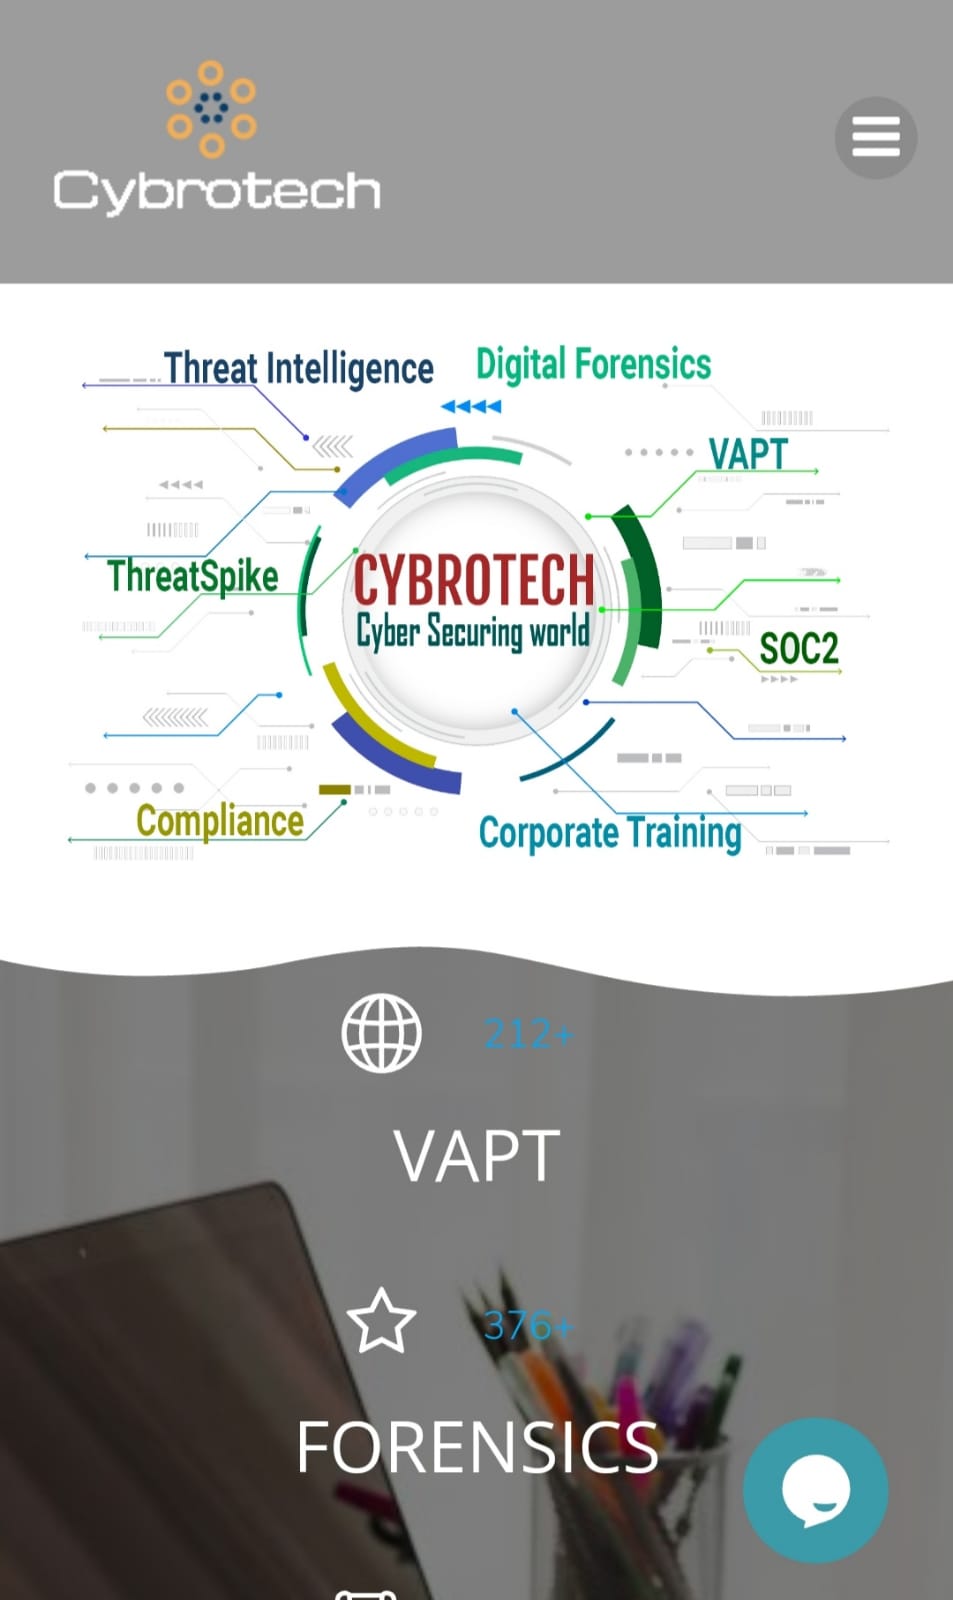 Cybrotech
Threat Intelligence
Digital Forensics
VAPT
ThreatSpike
CYBROTECH
Cyber Securing world
SOC2
Compliance
Corporate Training
212+
VAPT
376+
FORENSICS